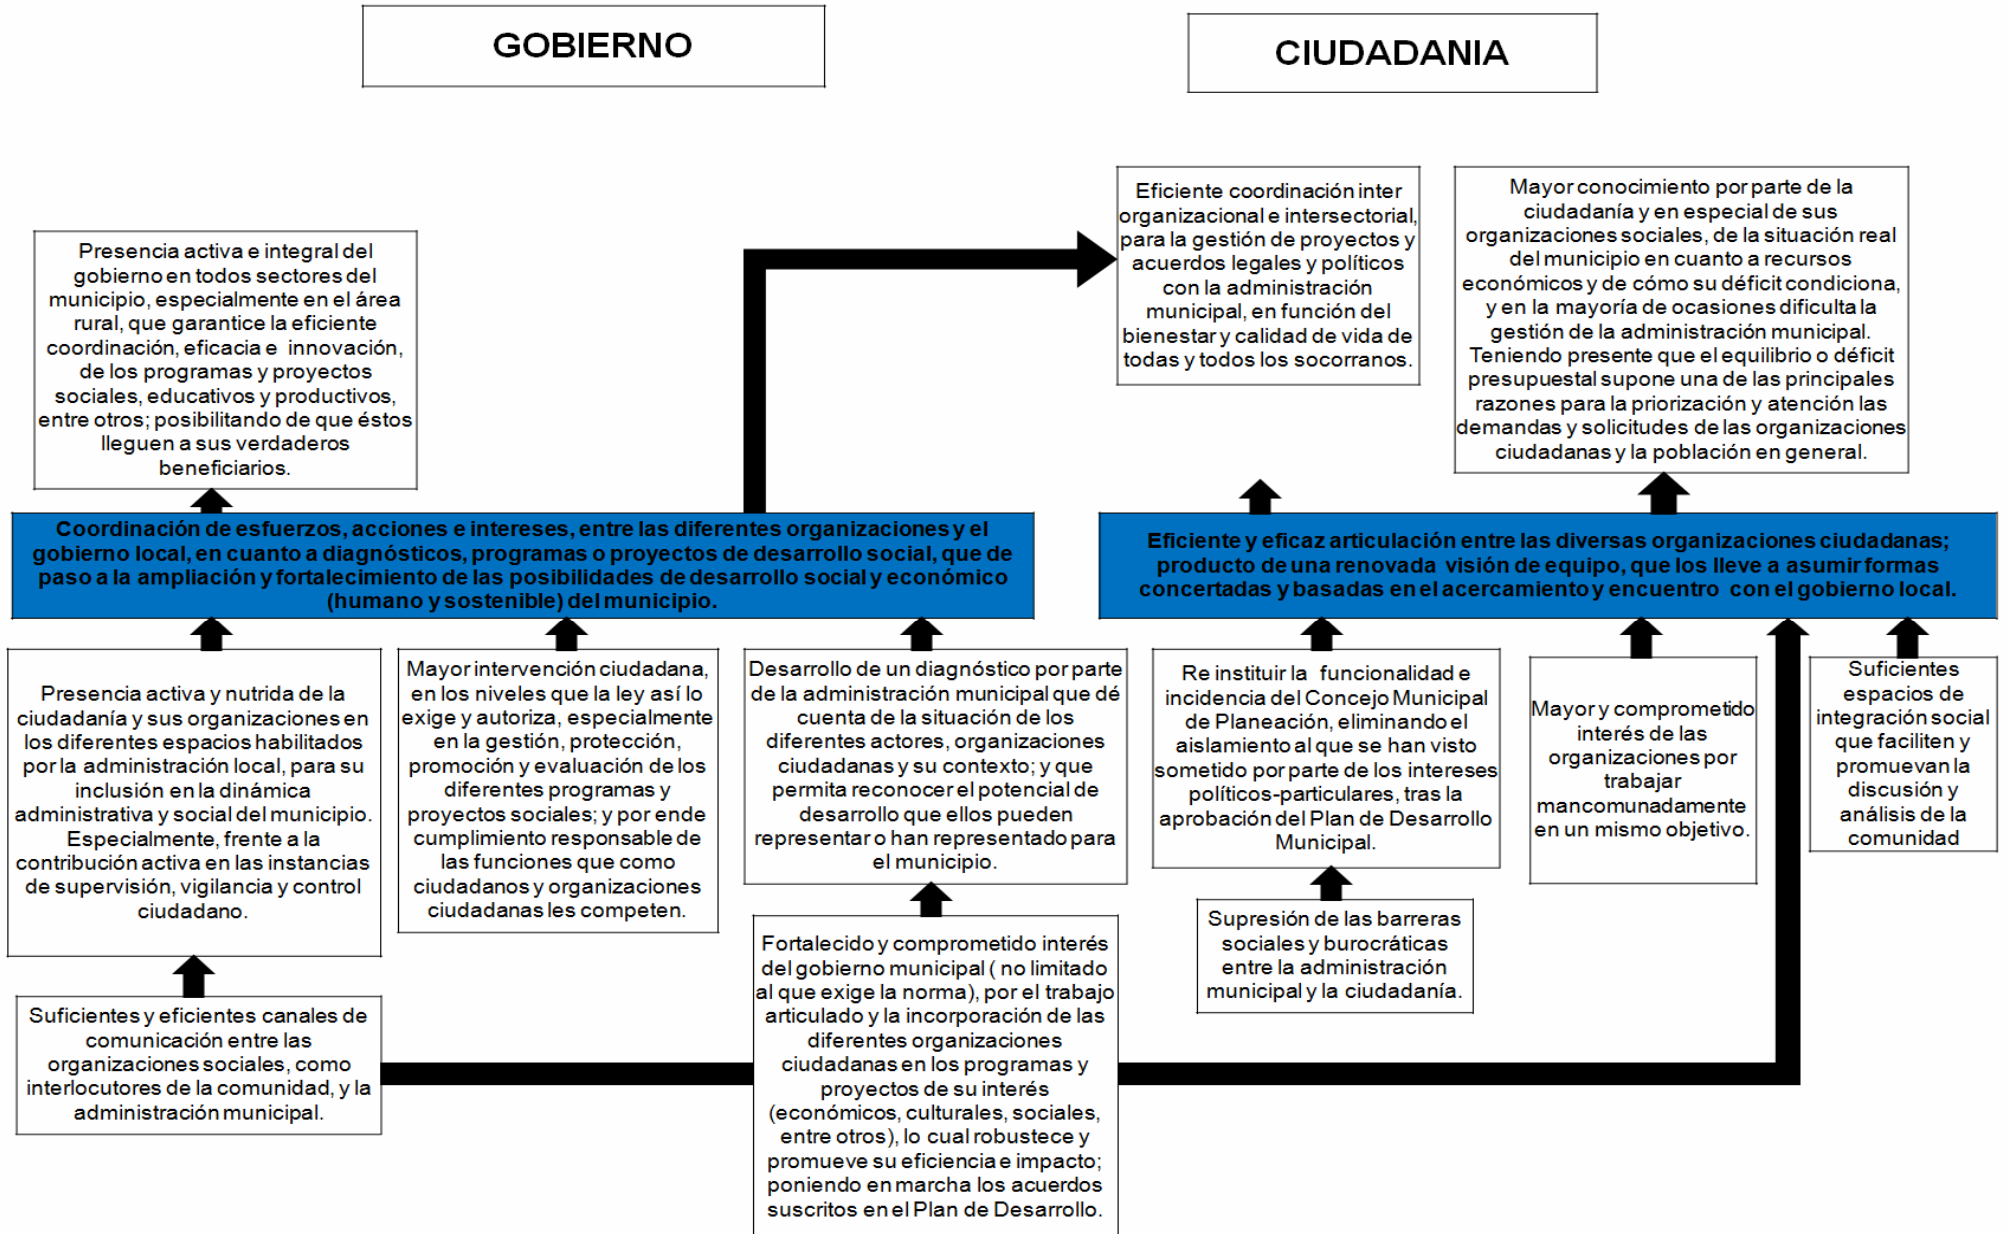 GOBIERNO
CIUDADANIA
Presencia activa e integral del
gobierno en todos sectores del
municipio, especialmente en el área
rural, que garantice la eficiente
coordinación, eficacia e innovación,
de los programas y proyectos
sociales, educativos y productivos,
entre otros; posibilitando de que éstos
lleguen a sus verdaderos
beneficiarios.
Eficiente coordinación inter
organizacional e intersectorial,
para la gestión de proyectos y
acuerdos legales y políticos
con la administración
municipal, en función del
bienestar y calidad de vida de
todas y todos los socorranos.
Mayor conocimiento por parte de la
ciudadanía y en especial de sus
organizaciones sociales, de la situación real
del municipio en cuanto a recursos
económicos y de cómo su déficit condiciona,
y en la mayoría de ocasiones dificulta la
gestión de la administración municipal.
Teniendo presente que el equilibrio o déficit
presupuestal supone una de las principales
razones para la priorización y atención las
demandas y solicitudes de las organizaciones
ciudadanas y la población en general.
Coordinación de esfuerzos, acciones e intereses, entre las diferentes organizaciones y el
gobierno local, en cuanto a diagnósticos, programas o proyectos de desarrollo social, que de
paso a la ampliación y fortalecimiento de las posibilidades de desarrollo social y económico
(humano y sostenible) del municipio.
Eficiente y eficaz articulación entre las diversas organizaciones ciudadanas;
producto de una renovada visión de equipo, que los lleve a asumir formas
concertadas y basadas en el acercamiento y encuentro con el gobierno local.
Presencia activa y nutrida de la
ciudadanía y sus organizaciones en
los diferentes espacios habilitados
por la administración local, para su
inclusión en la dinámica
administrativa y social del municipio.
Especialmente, frente a la
contribución activa en las instancias
de supervisión, vigilancia y control
ciudadano.
Mayor intervención ciudadana,
en los niveles que la ley así lo
exige y autoriza, especialmente
en la gestión, protección,
promoción y evaluación de los
diferentes programas y
proyectos sociales; y por ende
cumplimiento responsable de
las funciones que como
ciudadanos y organizaciones
ciudadanas les competen.
Desarrollo de un diagnóstico por parte
de la administración municipal que dé
cuenta de la situación de los
diferentes actores, organizaciones
ciudadanas y su contexto; y que
permita reconocer el potencial de
desarrollo que ellos pueden
representar o han representado para
el municipio.
Re instituir la funcionalidad e
incidencia del Concejo Municipal
de Planeación, eliminando el
aislamiento al que se han visto
sometido por parte de los intereses
políticos-particulares, tras la
aprobación del Plan de Desarrollo
Municipal.
Mayor y comprometido
interés de las
organizaciones por
trabajar
mancomunadamente
en un mismo objetivo.
Suficientes
espacios de
integración social
que faciliten y
promuevan la
discusión y
análisis de la
comunidad
Suficientes y eficientes canales de
comunicación entre las
organizaciones sociales, como
interlocutores de la comunidad, y la
administración municipal.
Fortalecido y comprometido interés
del gobierno municipal ( no limitado
al que exige la norma), por el trabajo
articulado y la incorporación de las
diferentes organizaciones
ciudadanas en los programas y
proyectos de su interés
(económicos, culturales, sociales,
entre otros), lo cual robustece y
promueve su eficiencia e impacto;
poniendo en marcha los acuerdos
suscritos en el Plan de Desarrollo.
Supresión de las barreras
sociales y burocráticas
entre la administración
municipal y la ciudadanía.